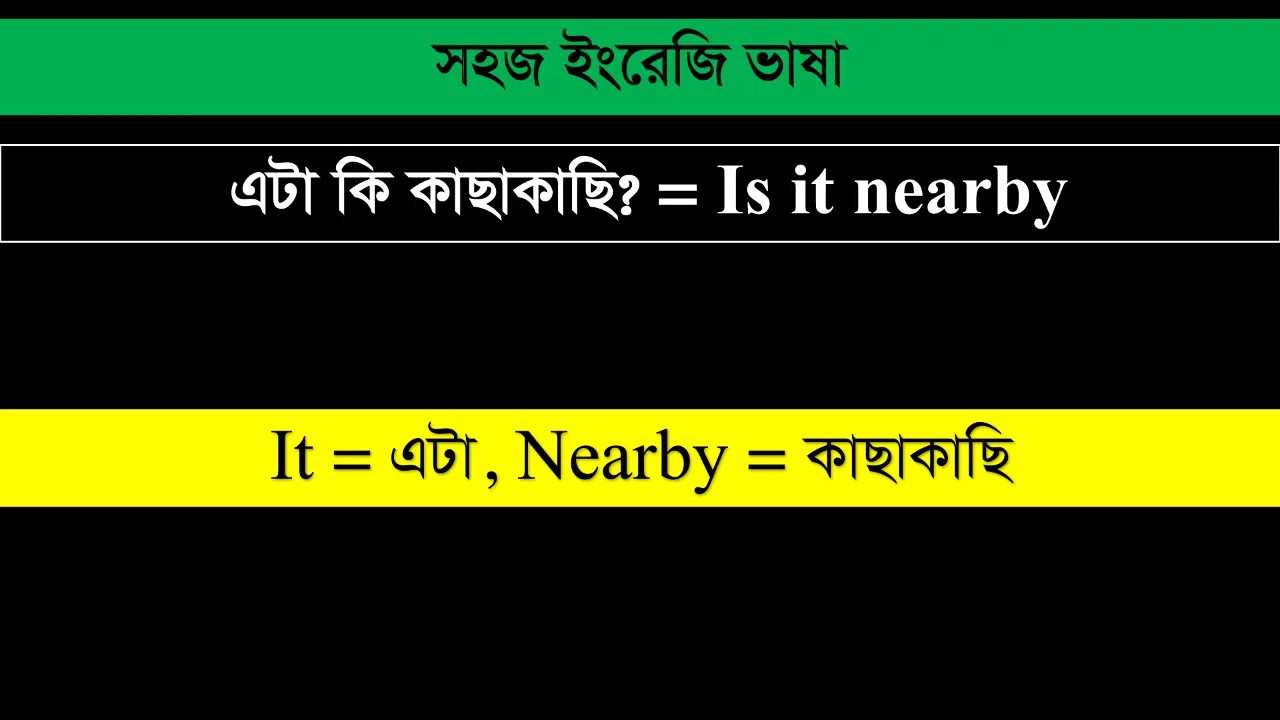 সহজ ইংরেজি ভাষা
এটা কি কাছাকাছি? = Is it nearby
It = এটা, Nearby = কাছাকাছি